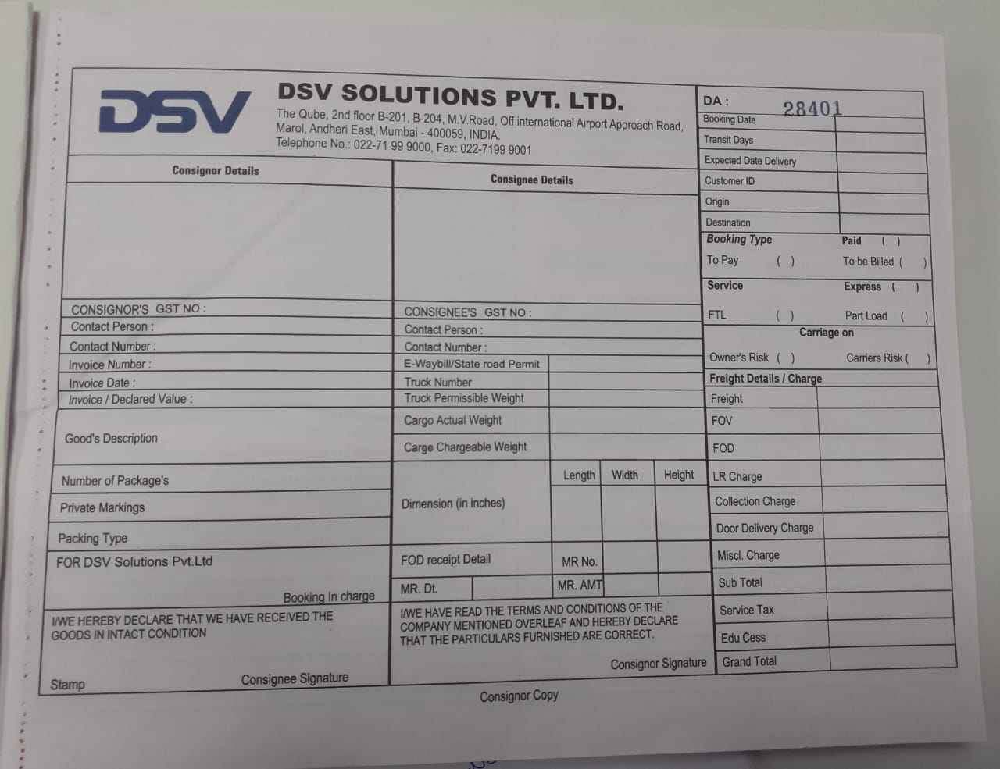 DSV
DSV SOLUTIONS PVT. LTD.
The Qube, 2nd floor B-201, B-204, M.V.Road, Off international Airport Approach Road,
Marol, Andheri East, Mumbai - 400059, INDIA.
Telephone No.: 022-71 99 9000, Fax: 022-7199 9001
DA : 28401
Booking Date
Transit Days
Expected Date Delivery
Customer ID
Origin
Destination
Booking Type Paid ( )
To Pay ( ) To be Billed ( )
Service Express ( )
FTL ( ) Part Load ( )
Carriage on
Owner's Risk ( ) Carriers Risk ( )
Freight Details / Charge
Freight
FOV
FOD
LR Charge
Collection Charge
Door Delivery Charge
Miscl. Charge
Sub Total
Service Tax
Edu Cess
Grand Total
Consignor Details
CONSIGNOR'S GST NO :
Contact Person :
Contact Number :
Invoice Number :
Invoice Date :
Invoice / Declared Value :
Good's Description
Number of Package's
Private Markings
Packing Type
FOR DSV Solutions Pvt.Ltd
Booking In charge
I/WE HEREBY DECLARE THAT WE HAVE RECEIVED THE
GOODS IN INTACT CONDITION
Stamp Consignee Signature
Consignee Details
CONSIGNEE'S GST NO :
Contact Person :
Contact Number :
E-Waybill/State road Permit
Truck Number
Truck Permissible Weight
Cargo Actual Weight
Cargo Chargeable Weight
Length Width Height
Dimension (in inches)
FOD receipt Detail MR No.
MR. Dt. MR. AMT
I/WE HAVE READ THE TERMS AND CONDITIONS OF THE
COMPANY MENTIONED OVERLEAF AND HEREBY DECLARE
THAT THE PARTICULARS FURNISHED ARE CORRECT.
Consignor Signature
Consignor Copy